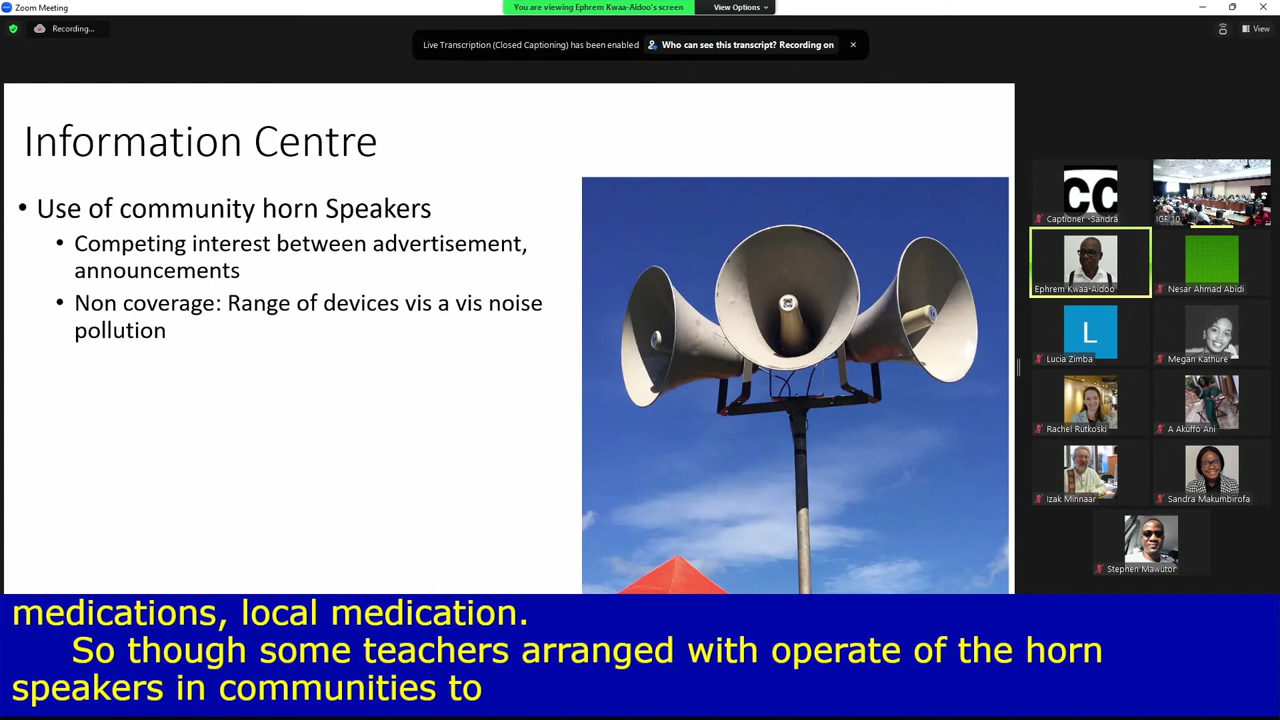 Zoom Meeting
You are viewing Ephrem Kwaa-Aidoo's screen
View Options
Recording...
Live Transcription (Closed Captioning) has been enabled
Who can see this transcript? Recording on
View
Information Centre
• Use of community horn Speakers
• Competing interest between advertisement,
announcements
• Non coverage: Range of devices vis a vis noise
pollution
CC
Captioner -Sandra
IGF 10
Ephrem Kwaa-Aidoo
Nesar Ahmad Abidi
L
Lucia Zimba
Megan Kathure
Rachel Rutkoski
A Akuffo Ani
Izak Minnaar
Sandra Makumbirofa
Stephen Mawutor
medications, local medication.
So though some teachers arranged with operate of the horn
speakers in communities to